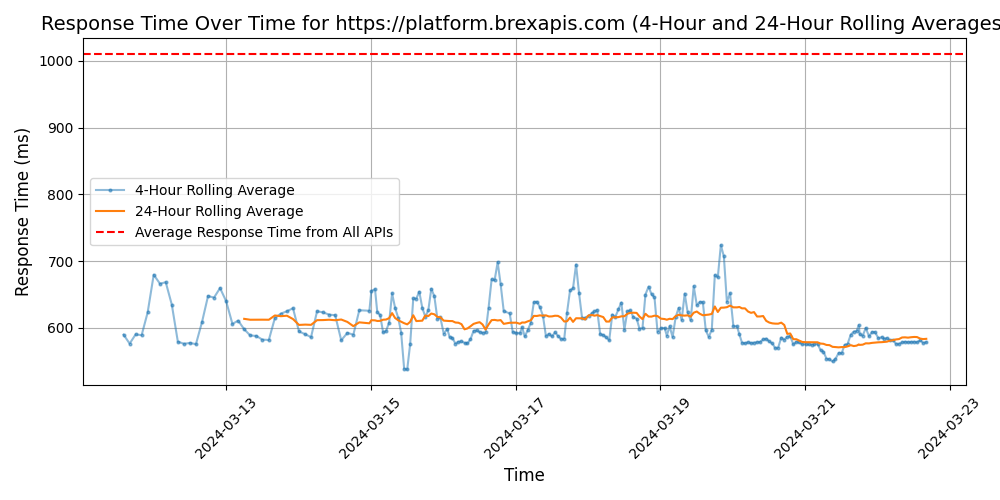 Response Time Over Time for https://platform.brexapis.com (4-Hour and 24-Hour Rolling Averages
Response Time (ms)
1000
900
800
700
600
4-Hour Rolling Average
24-Hour Rolling Average
Average Response Time from All APIs
2024-03-13
2024-03-15
2024-03-17
2024-03-19
2024-03-21
2024-03-23
Time